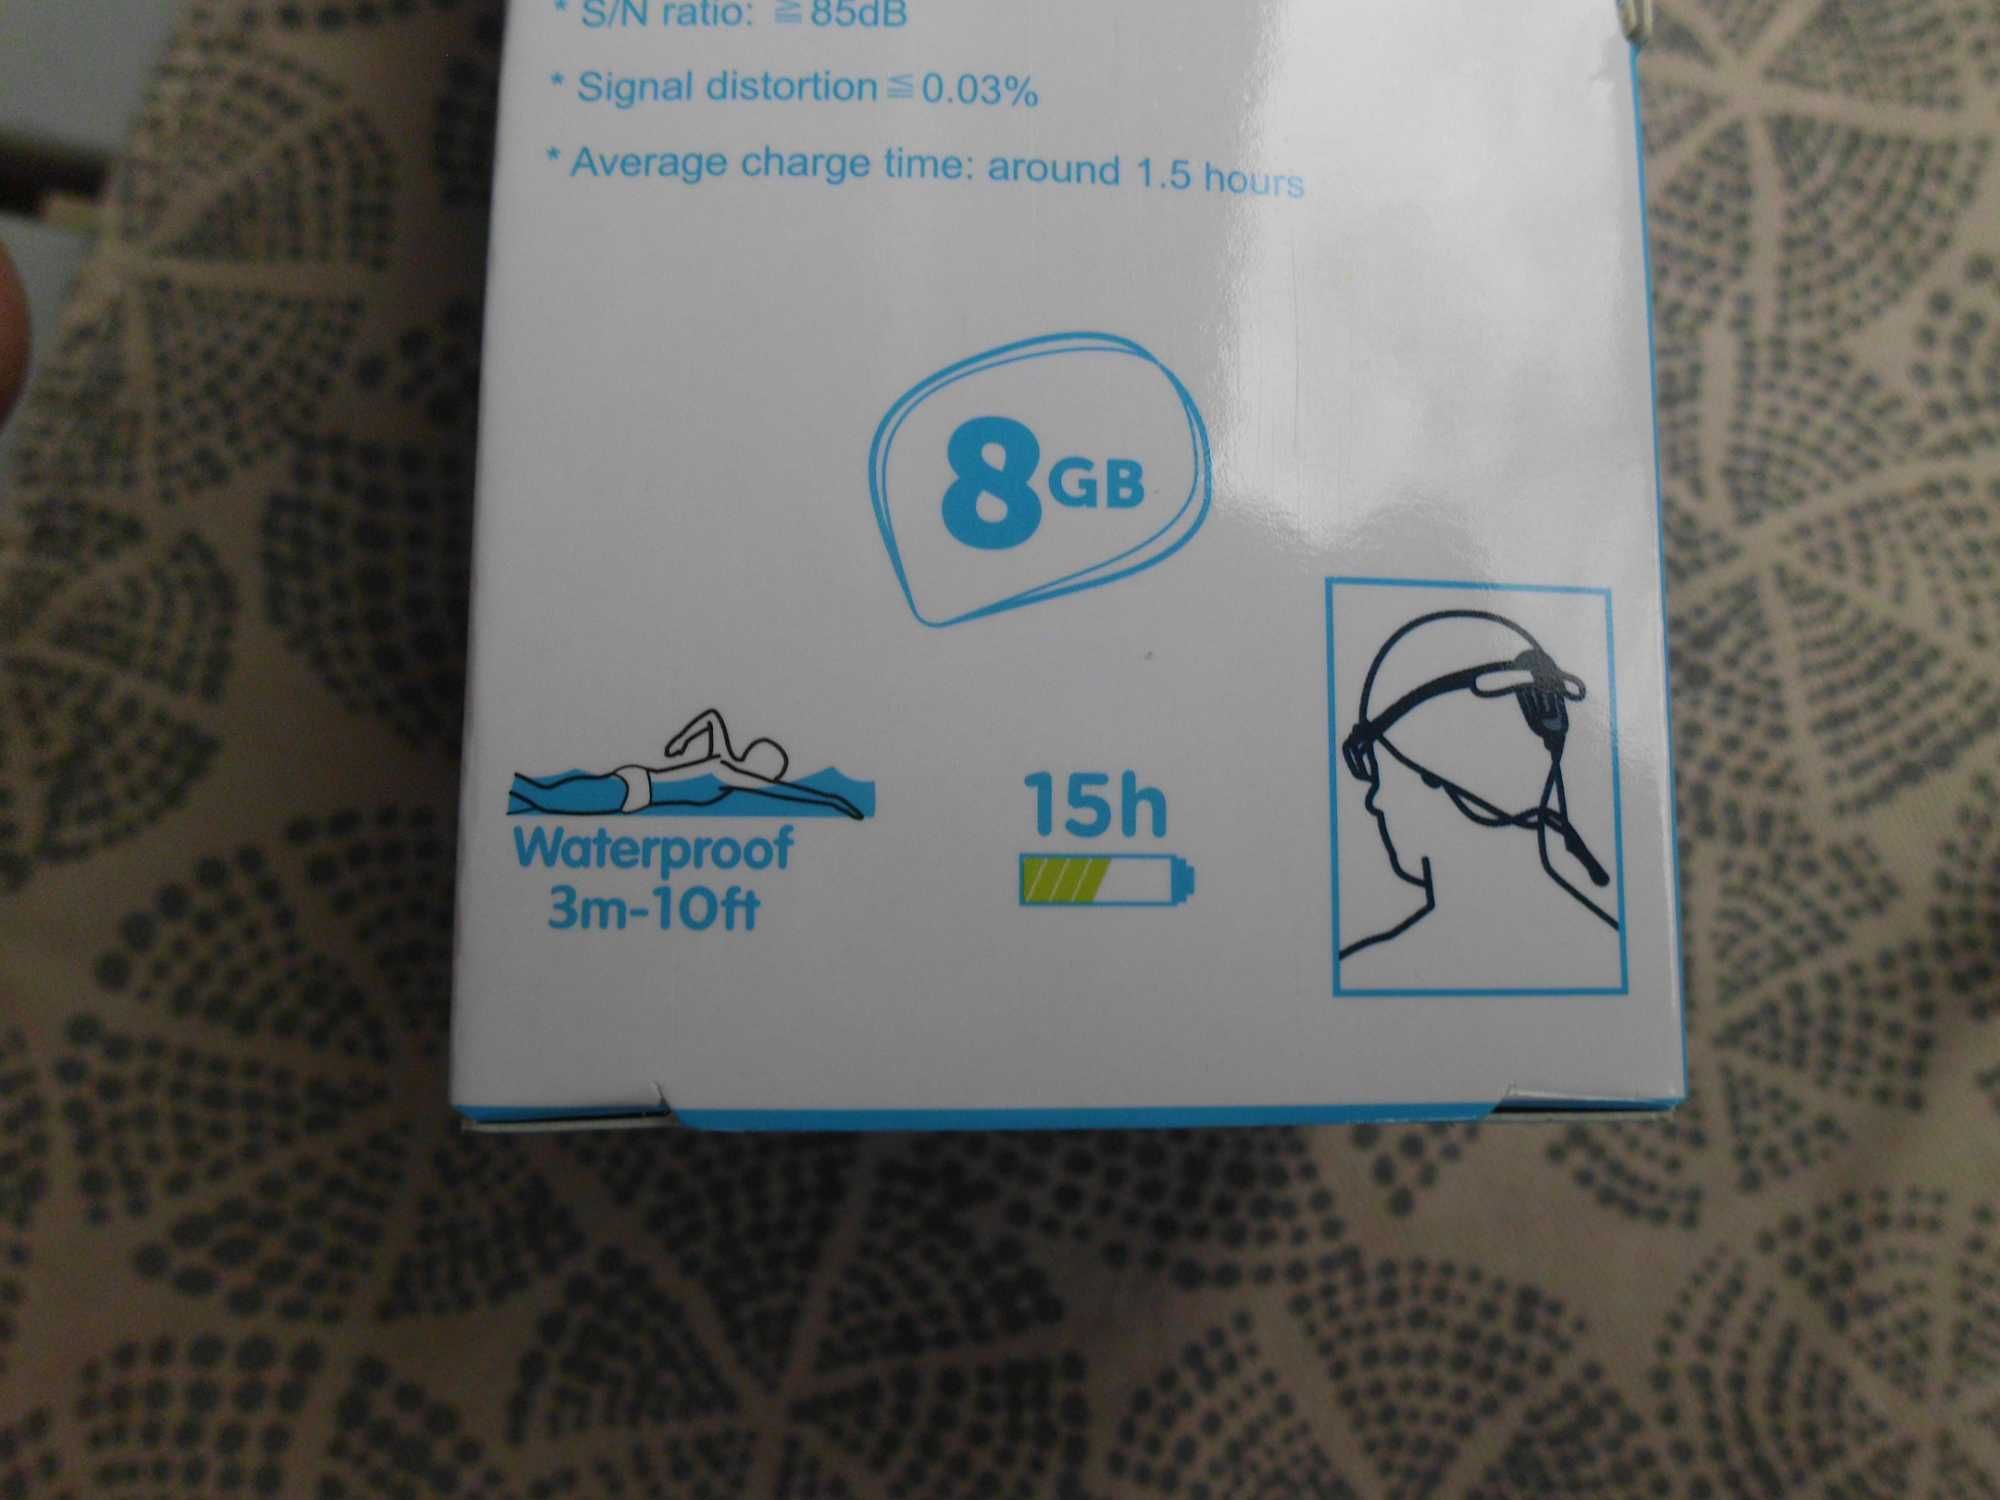 * S/N ratio: ≧85dB
* Signal distortion≦0.03%
* Average charge time: around 1.5 hours
8GB
15h
Waterproof
3m-10ft